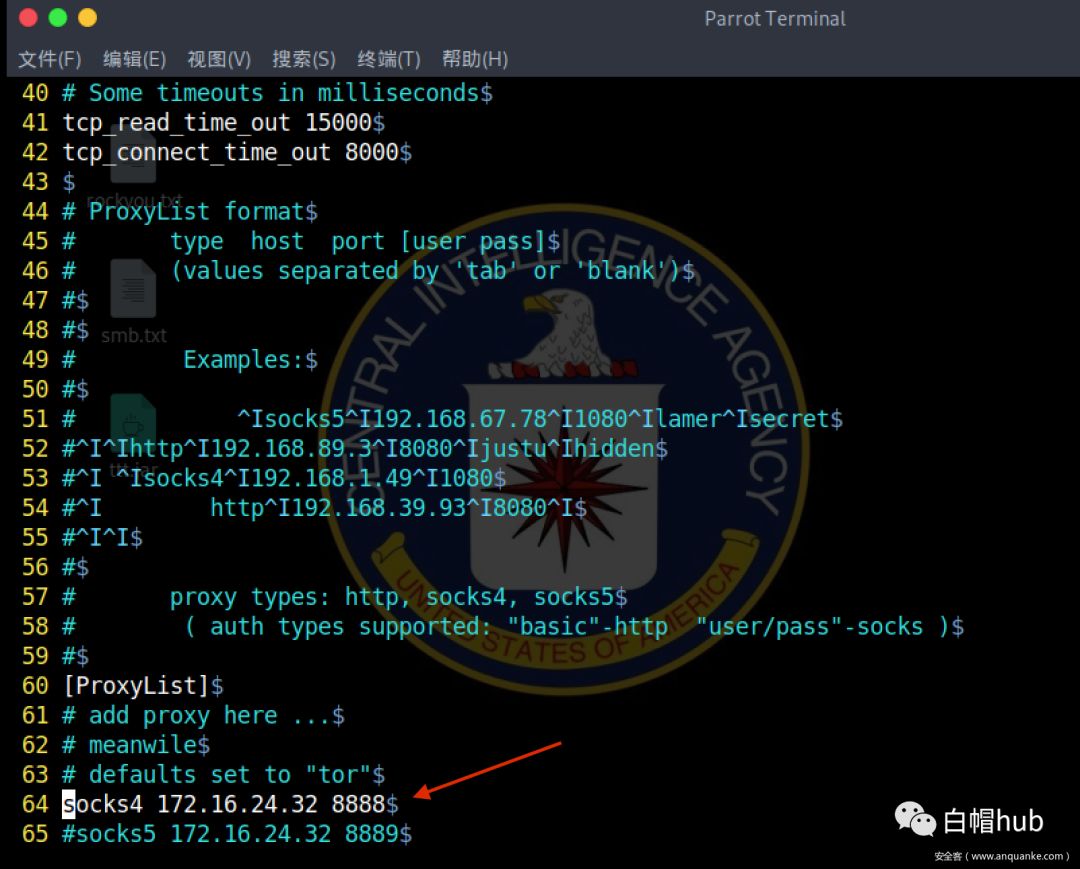 Parrot Terminal
文件(F) 编辑(E) 视图(V) 搜索(S) 终端(T) 帮助(H)
40 # Some timeouts in milliseconds$
41 tcp_read_time_out 15000$
42 tcp_connect_time_out 8000$
43 $
rockyou.txt
44 # ProxyList format$
45 #       type  host  port [user pass]$
46 #       (values separated by 'tab' or 'blank')$
47 #$
48 #$
smb.txt
49 #        Examples:$
50 #$
51 #            ^Isocks5^I192.168.67.78^I1080^Ilamer^Isecret$
52 #^I^Ihttp^I192.168.89.3^I8080^Ijustu^Ihidden$
53 #^I ^Isocks4^I192.168.1.49^I1080$
54 #^I        http^I192.168.39.93^I8080^I$
55 #^I^I$
56 #$
57 #       proxy types: http, socks4, socks5$
58 #        ( auth types supported: "basic"-http  "user/pass"-socks )$
59 #$
60 [ProxyList]$
61 # add proxy here ...$
62 # meanwile$
63 # defaults set to "tor"$
64 socks4 172.16.24.32 8888$
65 #socks5 172.16.24.32 8889$
CENTRAL INTELLIGENCE AGENCY
UNITED STATES OF AMERICA
白帽hub
安全客（www.anquanke.com）